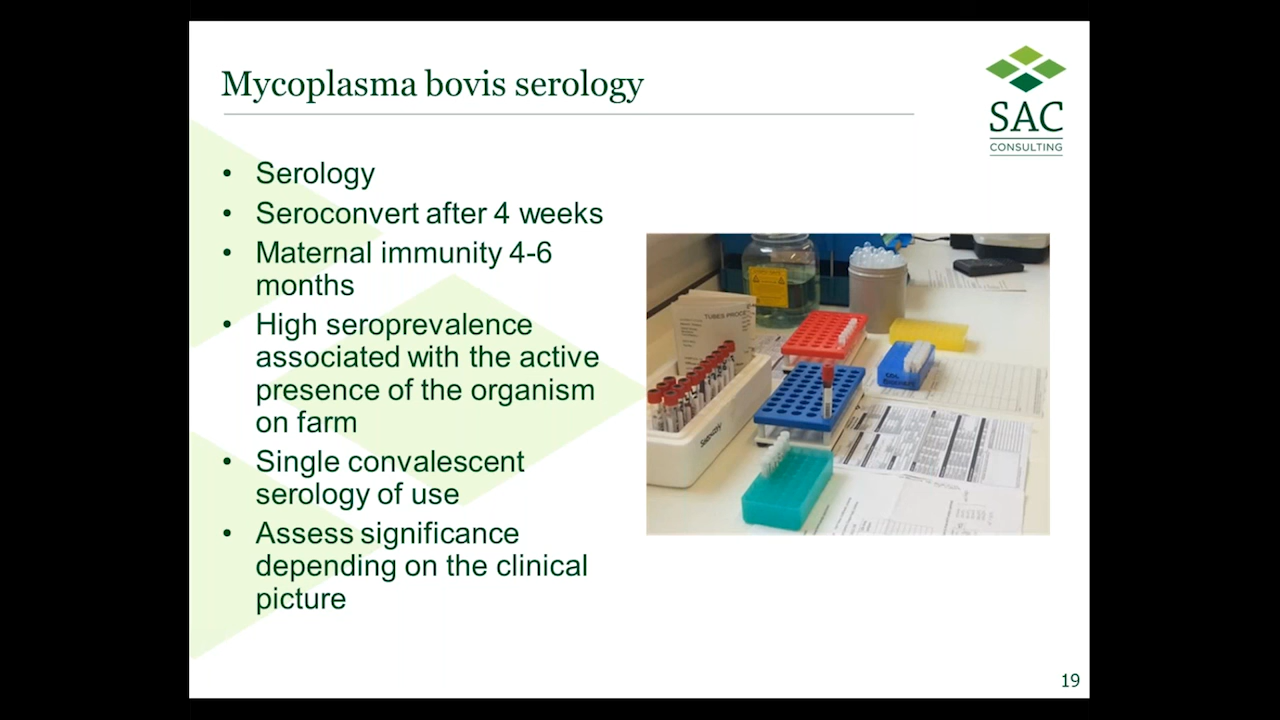 Mycoplasma bovis serology
SAC
CONSULTING
• Serology
• Seroconvert after 4 weeks
• Maternal immunity 4-6
months
• High seroprevalence
associated with the active
presence of the organism
on farm
• Single convalescent
serology of use
• Assess significance
depending on the clinical
picture
19